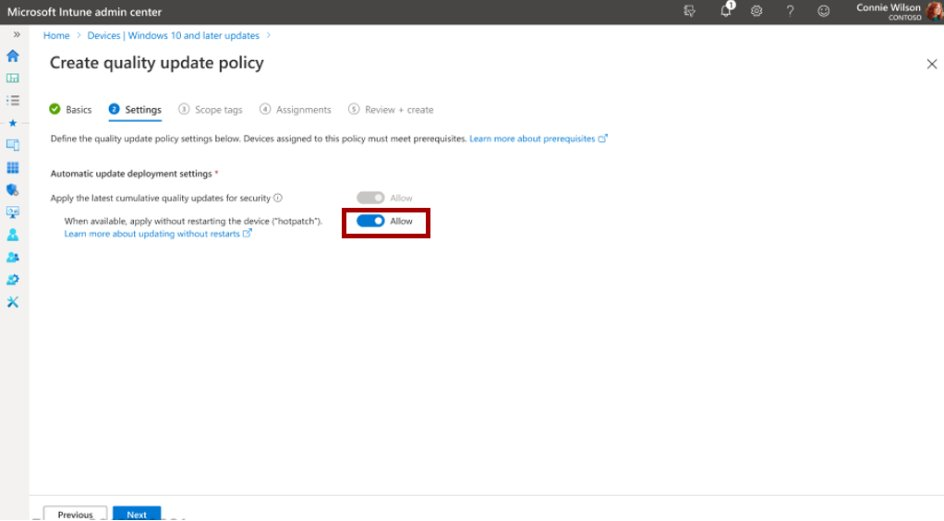 Microsoft Intune admin center
1
Connie Wilson
CONTOSO
Home > Devices | Windows 10 and later updates >
Create quality update policy
Basics 2 Settings 3 Scope tags 4 Assignments 5 Review + create
Define the quality update policy settings below. Devices assigned to this policy must meet prerequisites. Learn more about prerequisites
Automatic update deployment settings *
Apply the latest cumulative quality updates for security Allow
When available, apply without restarting the device ("hotpatch"). Allow
Learn more about updating without restarts
Previous Next